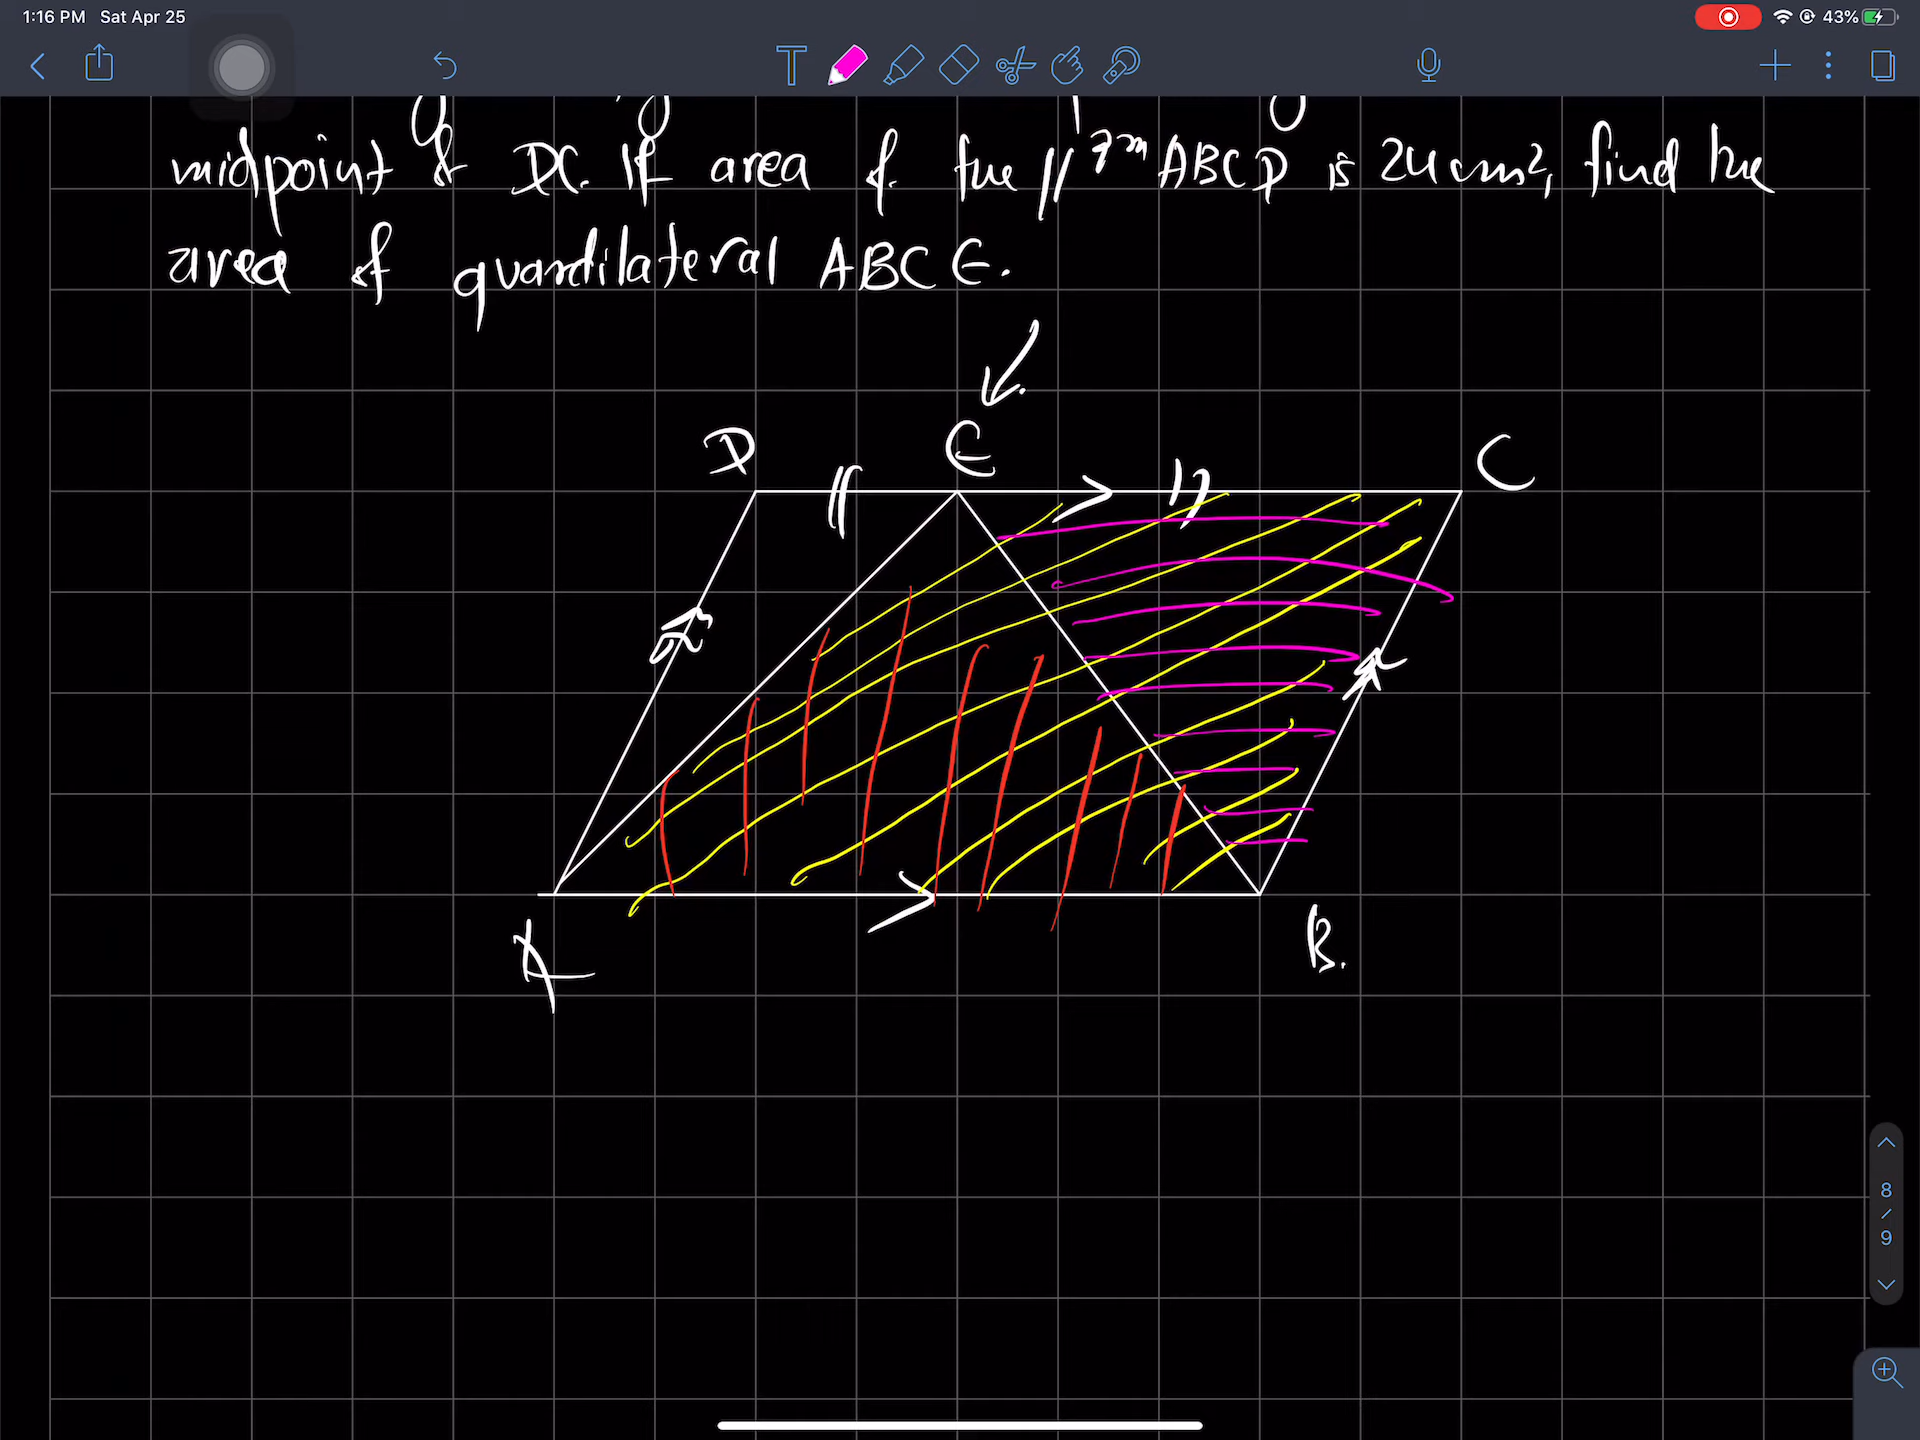 1:16 PM Sat Apr 25
43%
midpoint of DC. If area of the ||gm ABCD is 24cm², find the
area of quardilateral ABCE.
D E C
A B.
8
/
9